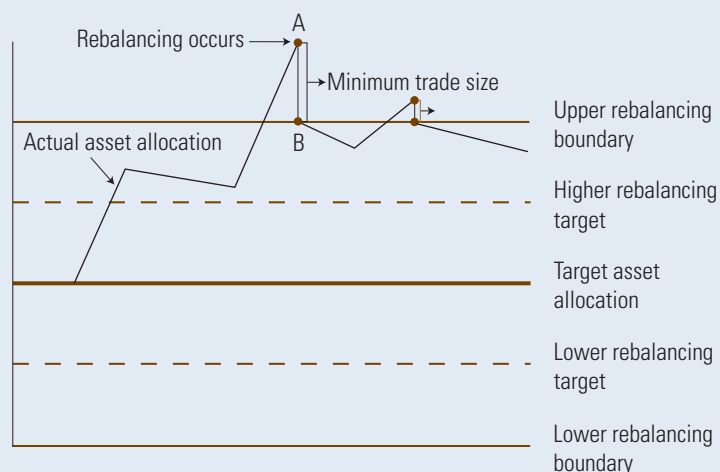 A
Rebalancing occurs
Minimum trade size
Upper rebalancing
boundary
B
Actual asset allocation
Higher rebalancing
target
Target asset
allocation
Lower rebalancing
target
Lower rebalancing
boundary